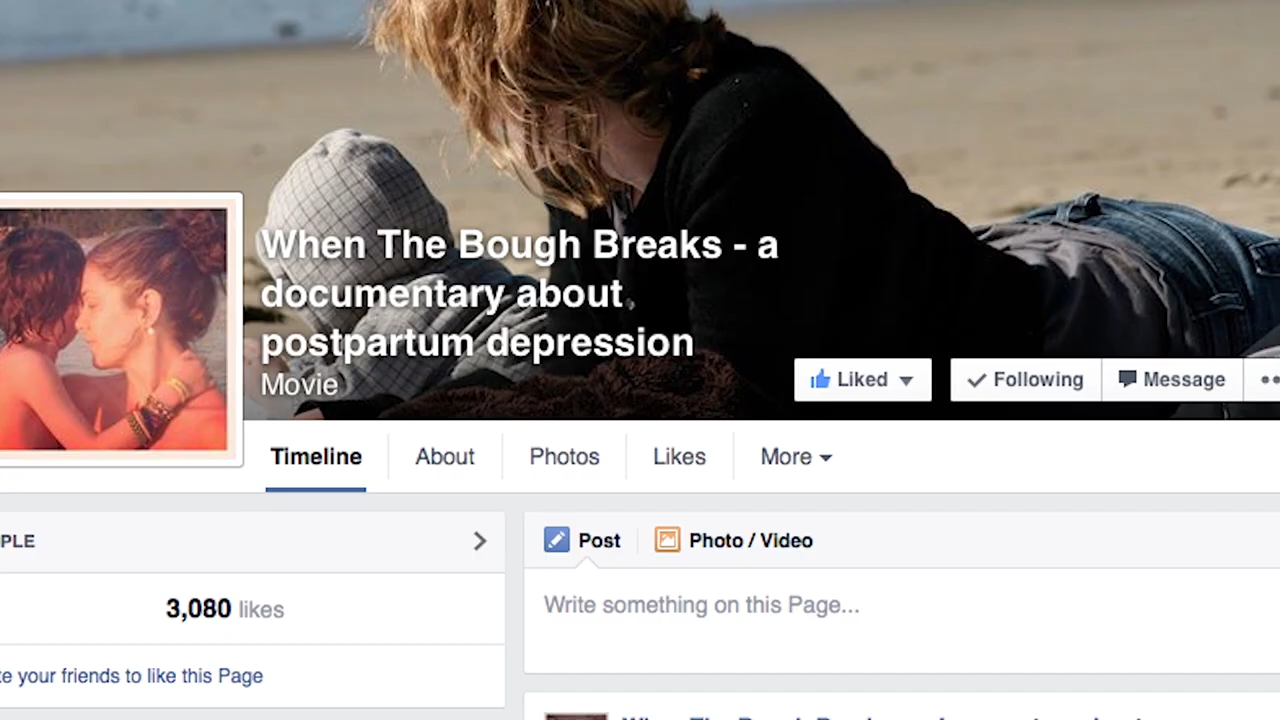 When The Bough Breaks - a
documentary about
postpartum depression
Movie
Liked
Following
Message
Timeline
About
Photos
Likes
More
PLE
Post
Photo / Video
3,080 likes
Write something on this Page...
te your friends to like this Page